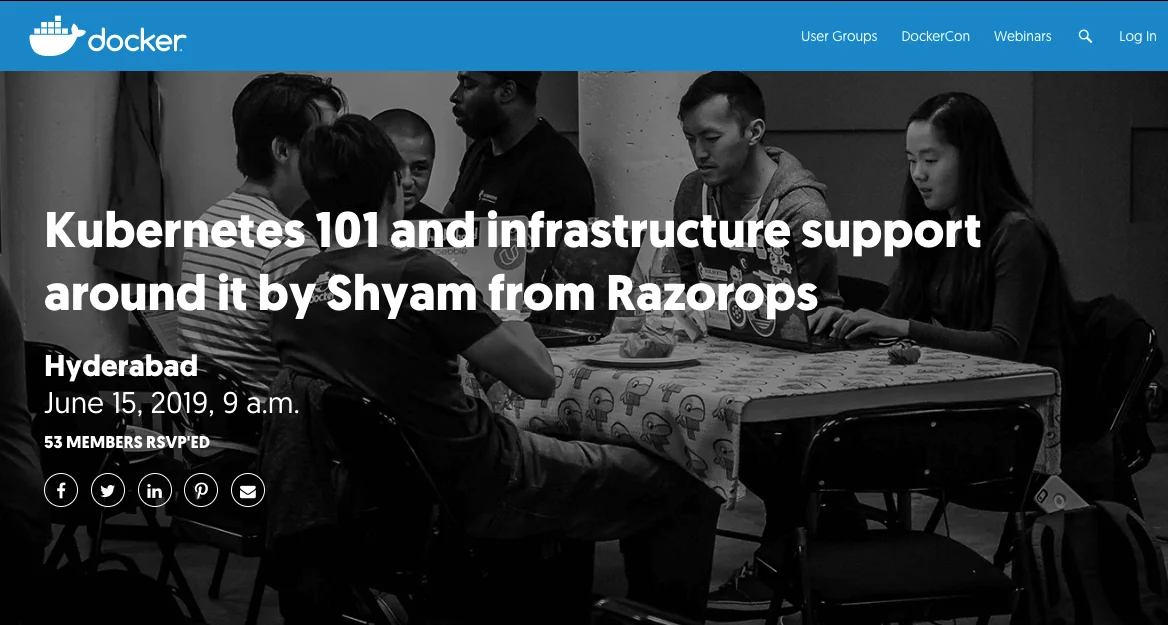 docker
User Groups DockerCon Webinars Log In
Kubernetes 101 and infrastructure support
around it by Shyam from Razorops
Hyderabad
June 15, 2019, 9 a.m.
53 MEMBERS RSVP'ED